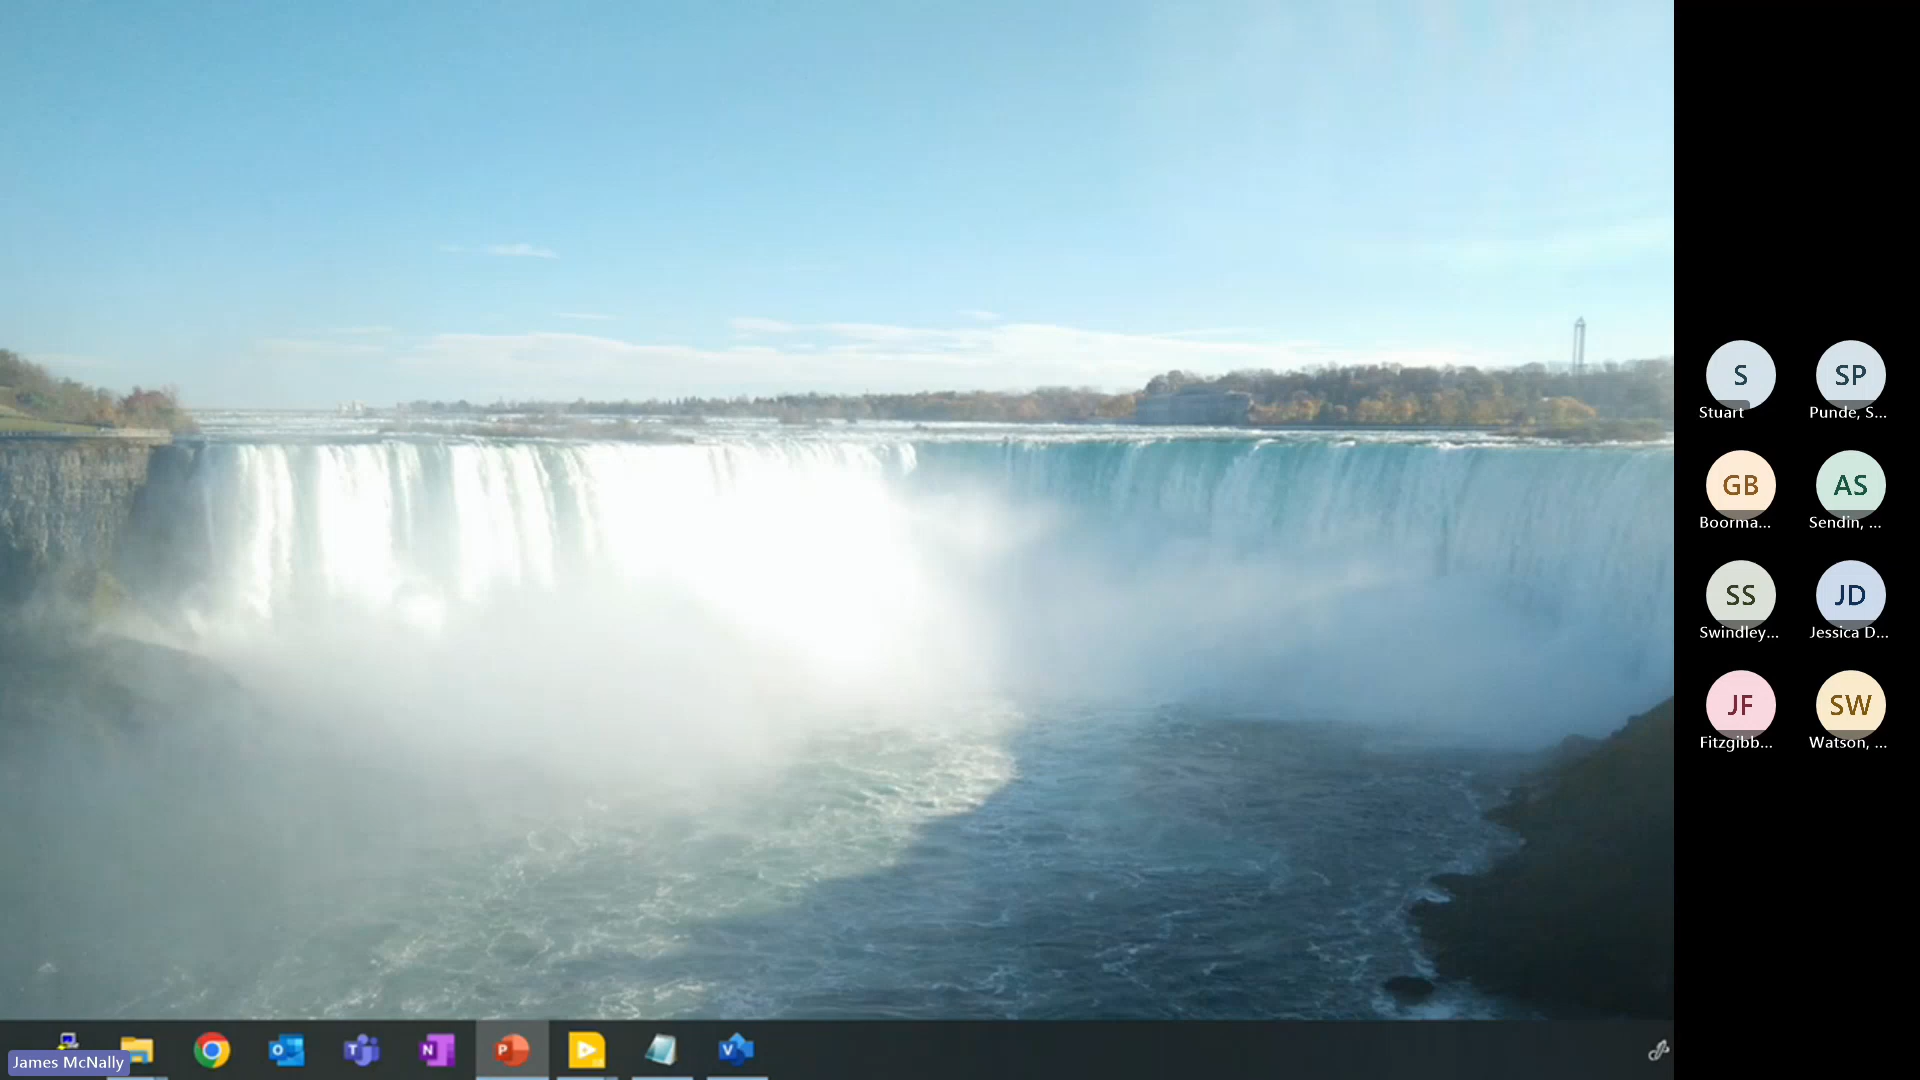 S
SP
Stuart
Punde, S...
GB
AS
Boorma...
Sendin, ...
SS
JD
Swindley...
Jessica D...
JF
SW
Fitzgibb...
Watson, ...
James McNally